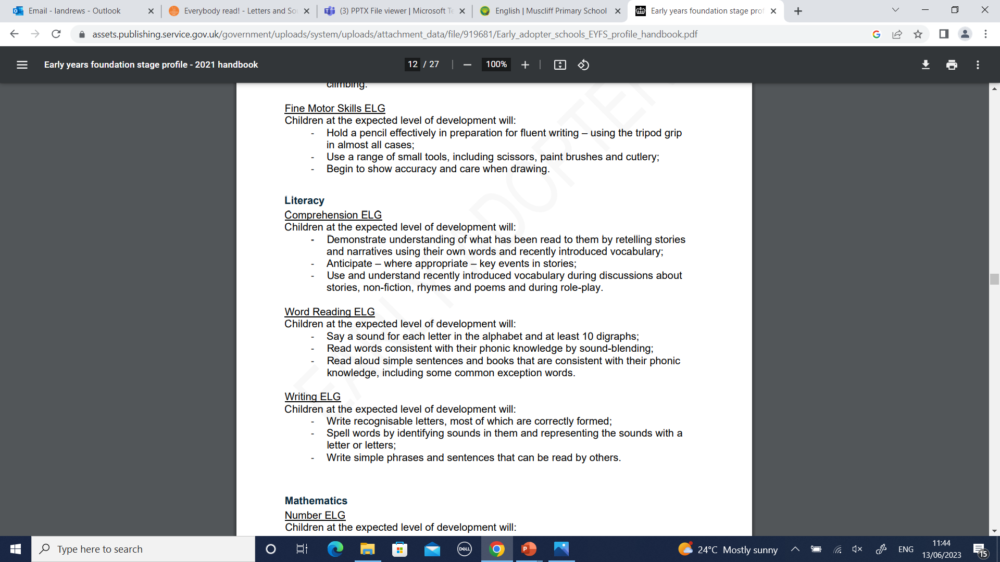 Email - landrews - Outlook
Everybody read! - Letters and So
(3) PPTX File viewer | Microsoft Te
English | Muscliff Primary School
Early years foundation stage prof
assets.publishing.service.gov.uk/government/uploads/system/uploads/attachment_data/file/919681/Early_adopter_schools_EYFS_profile_handbook.pdf
Early years foundation stage profile - 2021 handbook
12 / 27
100%
climbing.
Fine Motor Skills ELG
Children at the expected level of development will:
- Hold a pencil effectively in preparation for fluent writing – using the tripod grip
in almost all cases;
- Use a range of small tools, including scissors, paint brushes and cutlery;
- Begin to show accuracy and care when drawing.
Literacy
Comprehension ELG
Children at the expected level of development will:
- Demonstrate understanding of what has been read to them by retelling stories
and narratives using their own words and recently introduced vocabulary;
- Anticipate – where appropriate – key events in stories;
- Use and understand recently introduced vocabulary during discussions about
stories, non-fiction, rhymes and poems and during role-play.
Word Reading ELG
Children at the expected level of development will:
- Say a sound for each letter in the alphabet and at least 10 digraphs;
- Read words consistent with their phonic knowledge by sound-blending;
- Read aloud simple sentences and books that are consistent with their phonic
knowledge, including some common exception words.
Writing ELG
Children at the expected level of development will:
- Write recognisable letters, most of which are correctly formed;
- Spell words by identifying sounds in them and representing the sounds with a
letter or letters;
- Write simple phrases and sentences that can be read by others.
Mathematics
Number ELG
Children at the expected level of development will:
Type here to search
DELL
24°C Mostly sunny
ENG
11:44
13/06/2023
15